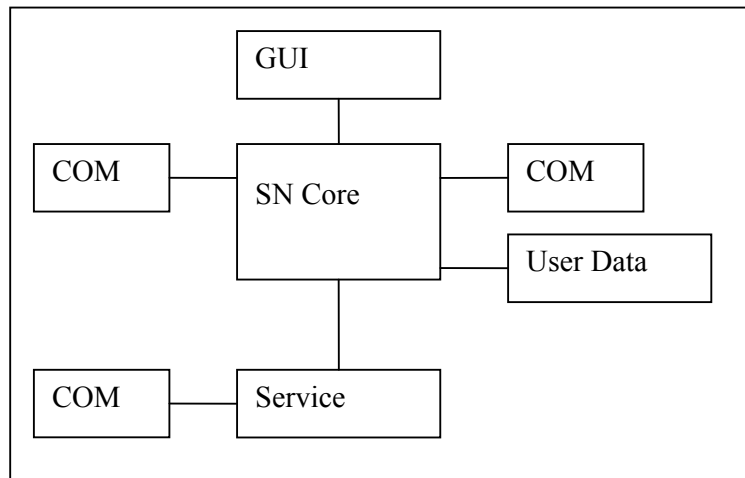 GUI
COM
SN Core
COM
User Data
COM
Service